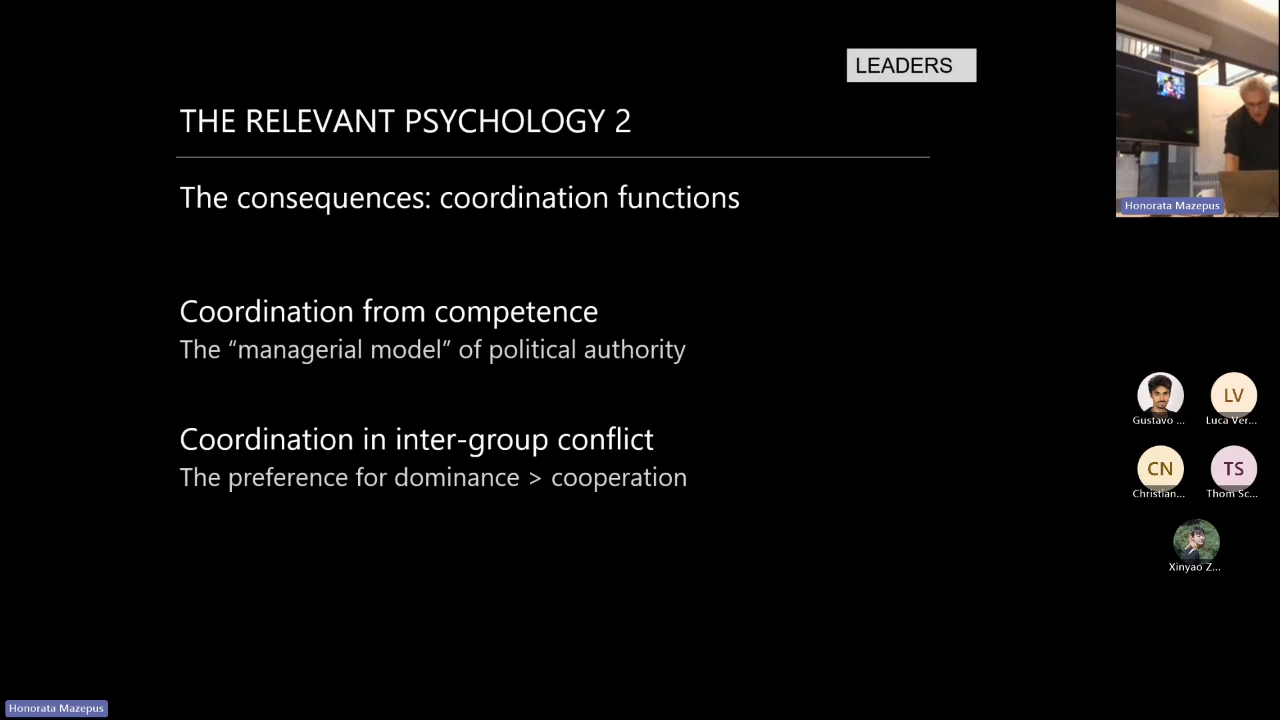 LEADERS
THE RELEVANT PSYCHOLOGY 2
The consequences: coordination functions
Coordination from competence
The “managerial model” of political authority
Coordination in inter-group conflict
The preference for dominance > cooperation
Honorata Mazepus
Gustavo ...
LV
Luca Ver...
CN
Christian...
TS
Thom Sc...
Xinyao Z...
Honorata Mazepus